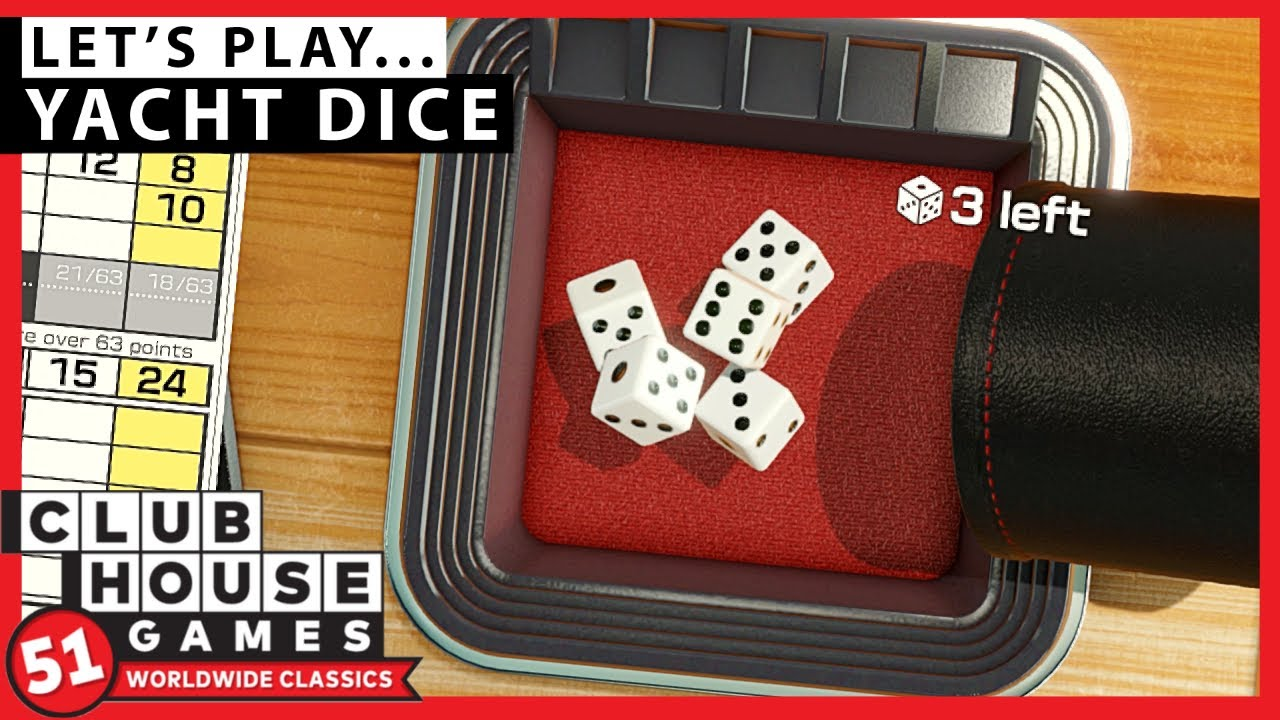 LET'S PLAY...
YACHT DICE
12 8
10
3 left
21/63 18/63
over 63 points
15 24
CLUB
HOUSE
GAMES
51 WORLDWIDE CLASSICS